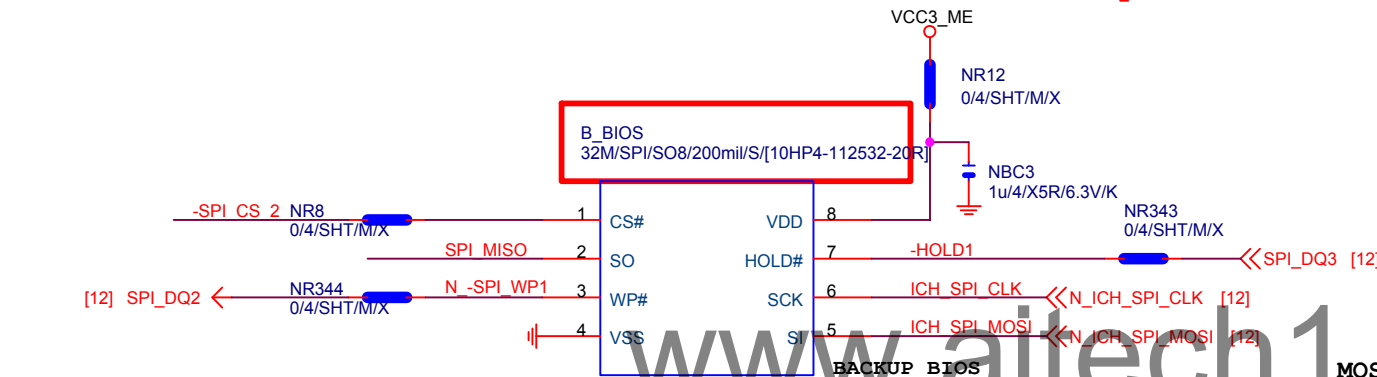 VCC3_ME
NR12
0/4/SHT/M/X
B_BIOS
32M/SPI/SO8/200mil/S/[10HP4-112532-20R]
NBC3
1u/4/X5R/6.3V/K
-SPI_CS_2 NR8
0/4/SHT/M/X
1 CS#
VDD 8
NR343
0/4/SHT/M/X
SPI_MISO 2 SO
HOLD# 7 -HOLD1
SPI_DQ3 [12]
[12] SPI_DQ2
NR344
0/4/SHT/M/X
N_-SPI_WP1 3 WP#
SCK 6 ICH_SPI_CLK
N_ICH_SPI_CLK [12]
4 VSS
SI 5 ICH_SPI_MOSI
N_ICH_SPI_MOSI [12]
www.aitech1
BACKUP BIOS
MOS